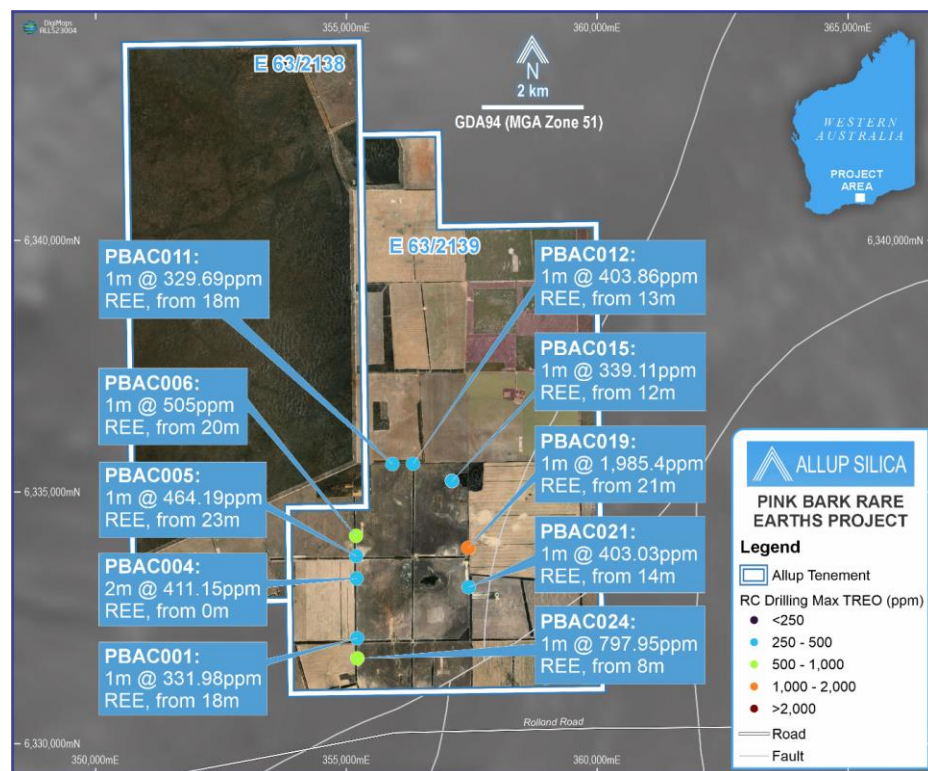 DigiMaps
ALLS23004
355,000mE
360,000mE
365,000mE
E 63/2138
N
2 km
GDA94 (MGA Zone 51)
WESTERN
AUSTRALIA
PROJECT
AREA
6,340,000mN
6,340,000mN
E 63/2139
PBAC011:
1m @ 329.69ppm
REE, from 18m
PBAC012:
1m @ 403.86ppm
REE, from 13m
PBAC006:
1m @ 505ppm
REE, from 20m
PBAC015:
1m @ 339.11ppm
REE, from 12m
PBAC005:
1m @ 464.19ppm
REE, from 23m
PBAC019:
1m @ 1,985.4ppm
REE, from 21m
PBAC004:
2m @ 411.15ppm
REE, from 0m
PBAC021:
1m @ 403.03ppm
REE, from 14m
PBAC001:
1m @ 331.98ppm
REE, from 18m
PBAC024:
1m @ 797.95ppm
REE, from 8m
6,335,000mN
6,330,000mN
Rollond Road
350,000mE
355,000mE
360,000mE
ALLUP SILICA
PINK BARK RARE
EARTHS PROJECT
Legend
Allup Tenement
RC Drilling Max TREO (ppm)
<250
250 - 500
500 - 1,000
1,000 - 2,000
>2,000
Road
Fault